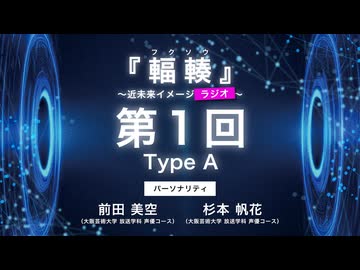 フクソウ
『輻輳』
～近未来イメージラジオ～
第1回
Type A
パーソナリティ
前田 美空 杉本 帆花
（大阪芸術大学 放送学科 声優コース） （大阪芸術大学 放送学科 声優コース）